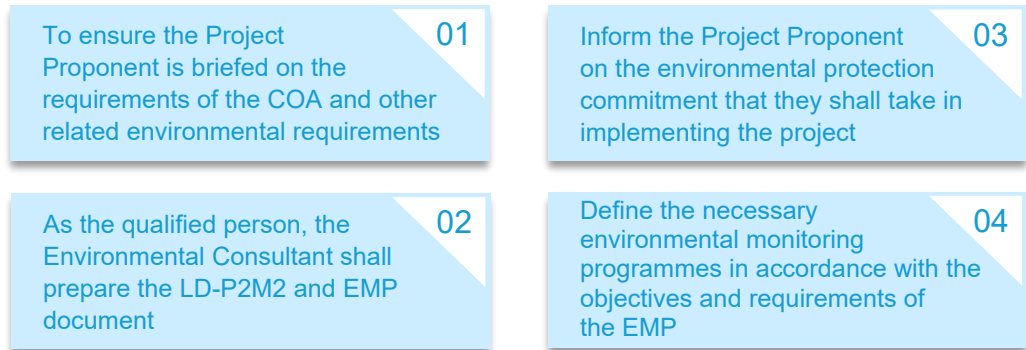 To ensure the Project
Proponent is briefed on the
requirements of the COA and other
related environmental requirements
01
As the qualified person, the
Environmental Consultant shall
prepare the LD-P2M2 and EMP
document
02
Inform the Project Proponent
on the environmental protection
commitment that they shall take in
implementing the project
03
Define the necessary
environmental monitoring
programmes in accordance with the
objectives and requirements of
the EMP
04